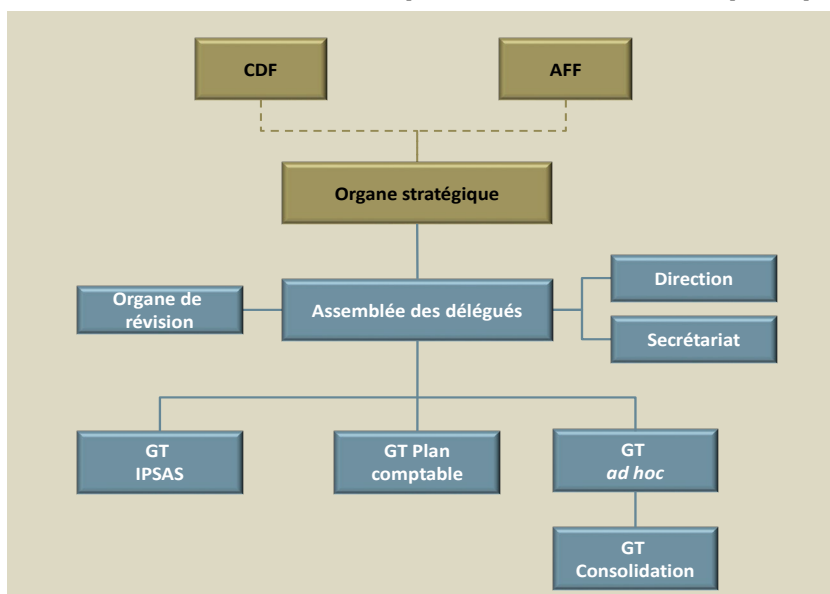 CDF
AFF
Organe stratégique
Organe de
révision
Assemblée des délégués
Direction
Secrétariat
GT
IPSAS
GT Plan
comptable
GT
ad hoc
GT
Consolidation